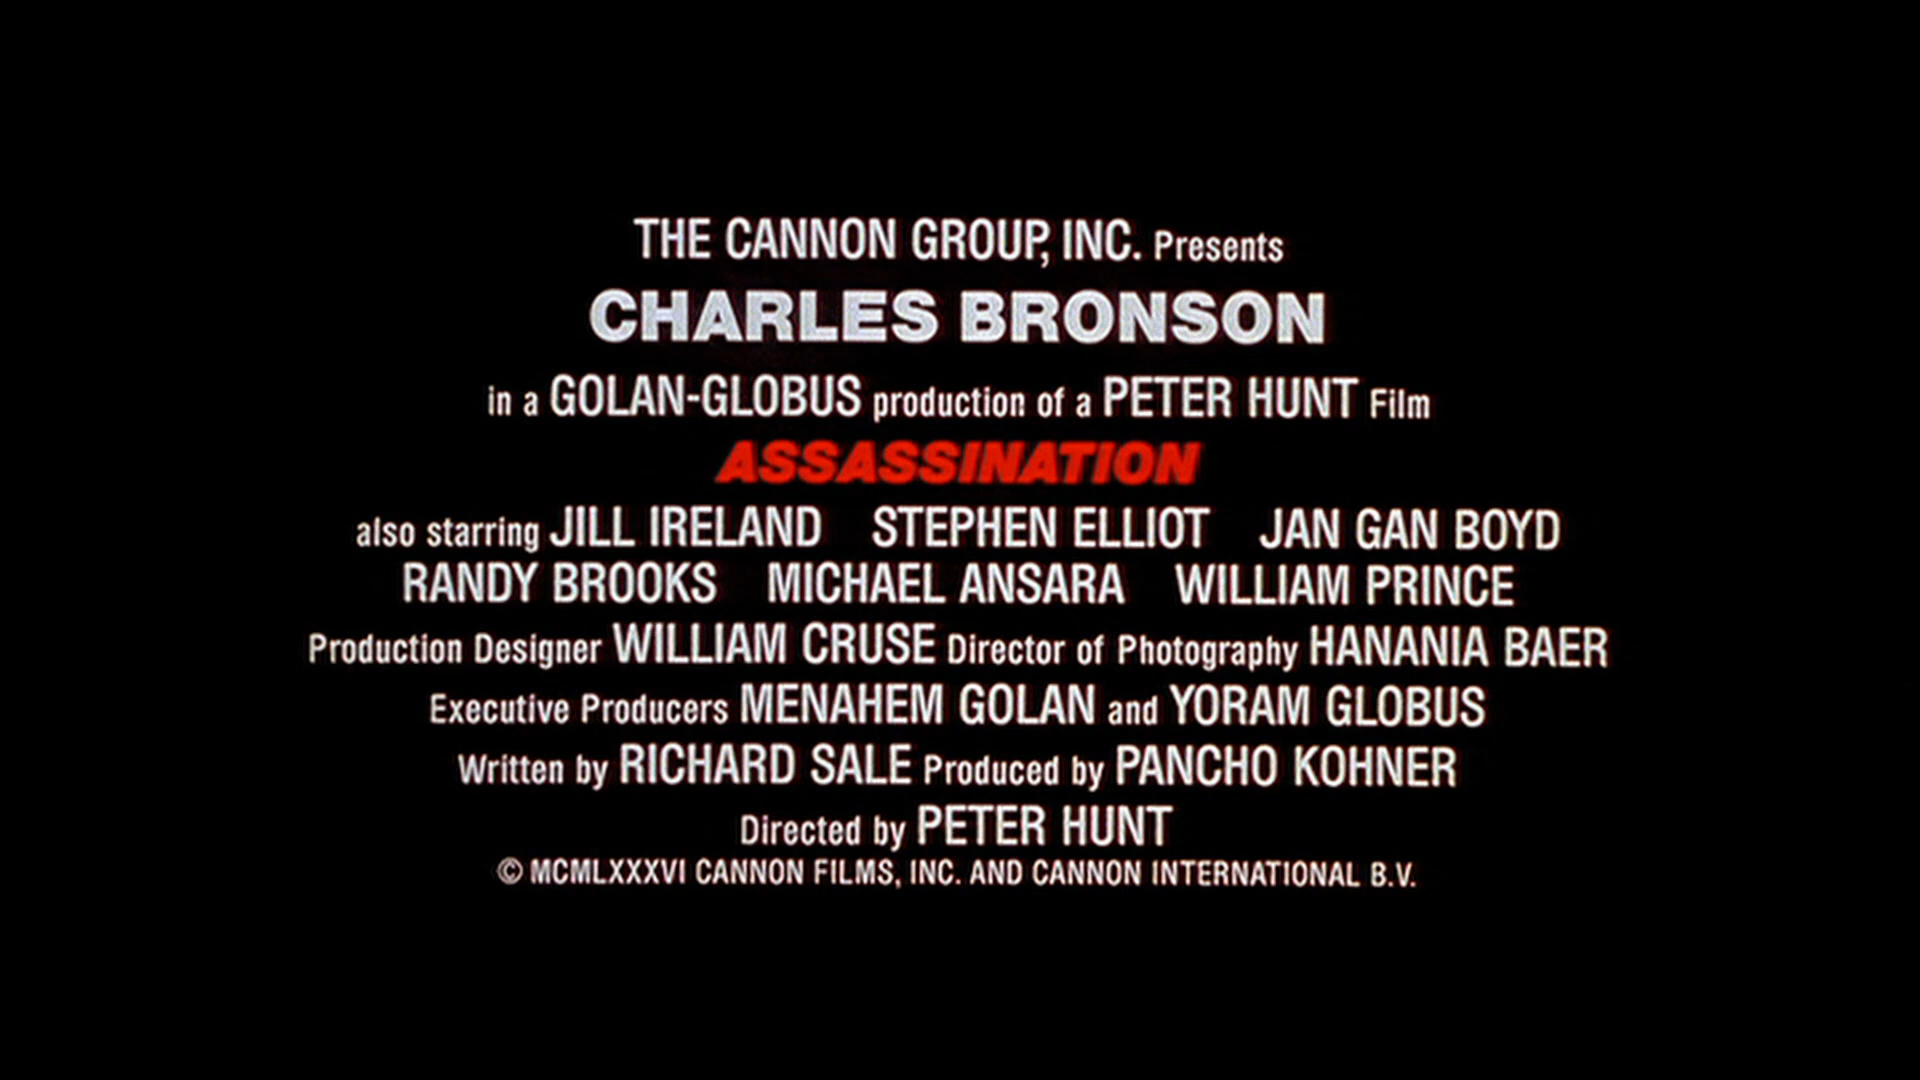 THE CANNON GROUP, INC. Presents
CHARLES BRONSON
in a GOLAN-GLOBUS production of a PETER HUNT Film
ASSASSINATION
also starring JILL IRELAND STEPHEN ELLIOT JAN GAN BOYD
RANDY BROOKS MICHAEL ANSARA WILLIAM PRINCE
Production Designer WILLIAM CRUSE Director of Photography HANANIA BAER
Executive Producers MENAHEM GOLAN and YORAM GLOBUS
Written by RICHARD SALE Produced by PANCHO KOHNER
Directed by PETER HUNT
© MCMLXXXVI CANNON FILMS, INC. AND CANNON INTERNATIONAL B.V.